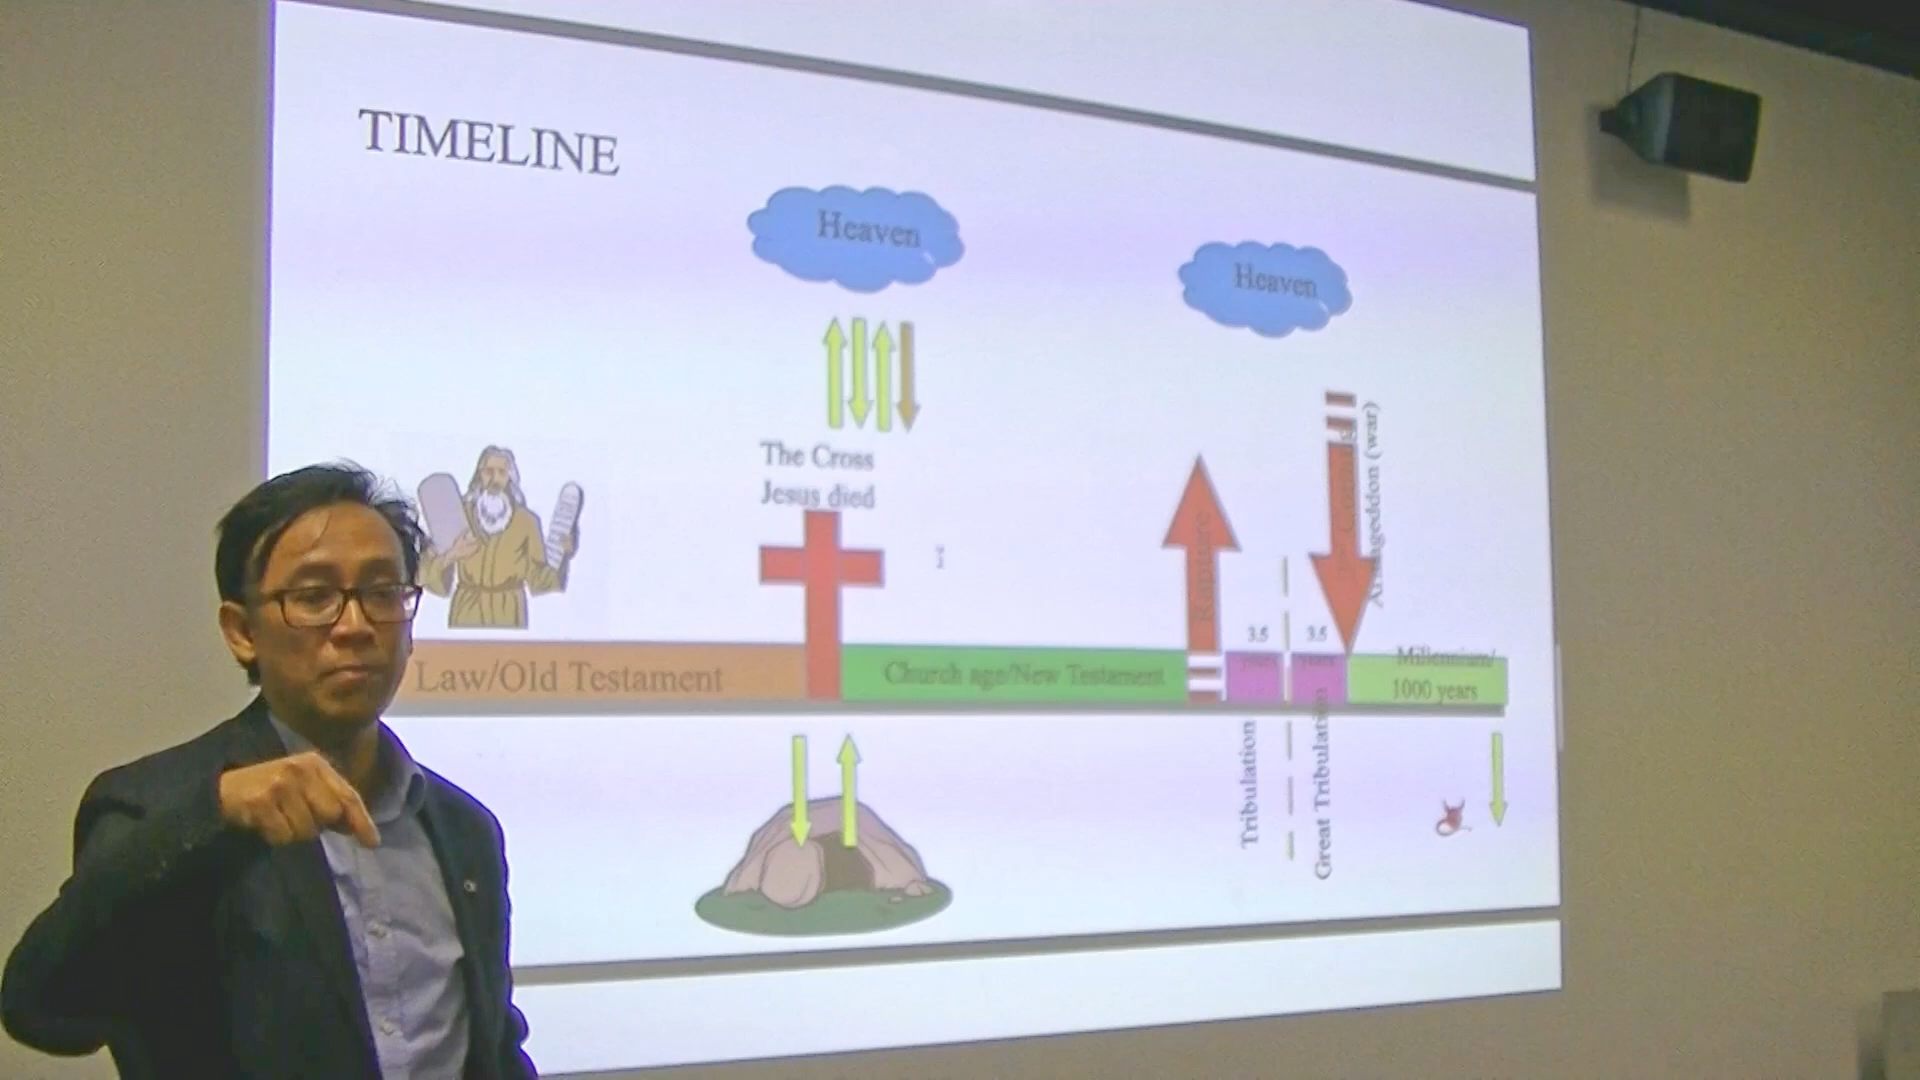 TIMELINE
Heaven
Heaven
The Cross
Jesus died
Rapture
Armageddon (war)
3.5
3.5
Law/Old Testament
Church age/New Testament
Millennium/
1000 years
Tribulation
Great Tribulation